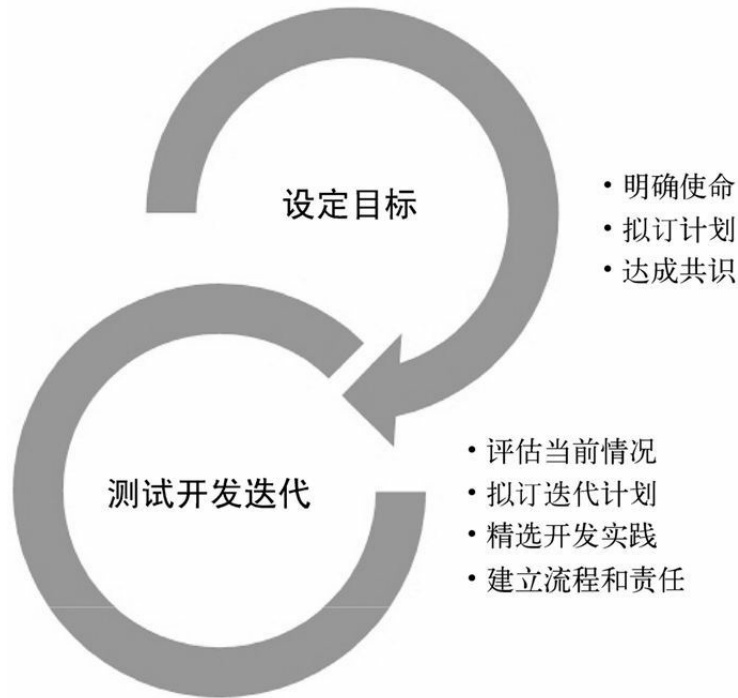 设定目标
・明确使命
・拟订计划
・达成共识
测试开发迭代
・评估当前情况
・拟订迭代计划
・精选开发实践
・建立流程和责任